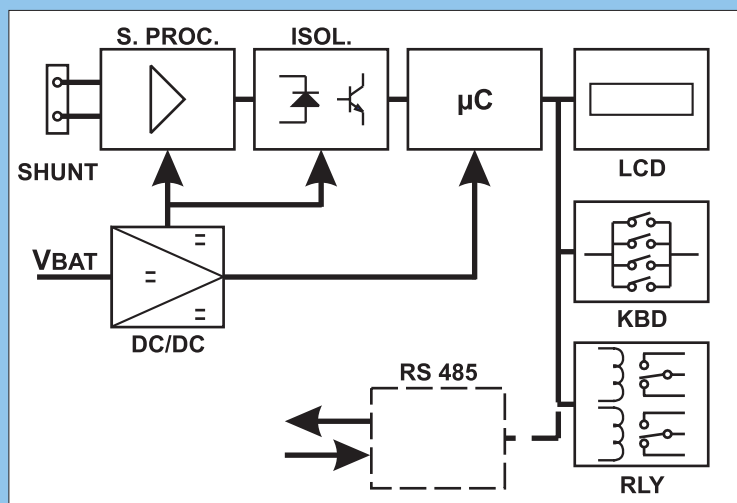 S. PROC.
ISOL.
µC
SHUNT
LCD
VBAT
KBD
DC/DC
RS 485
RLY